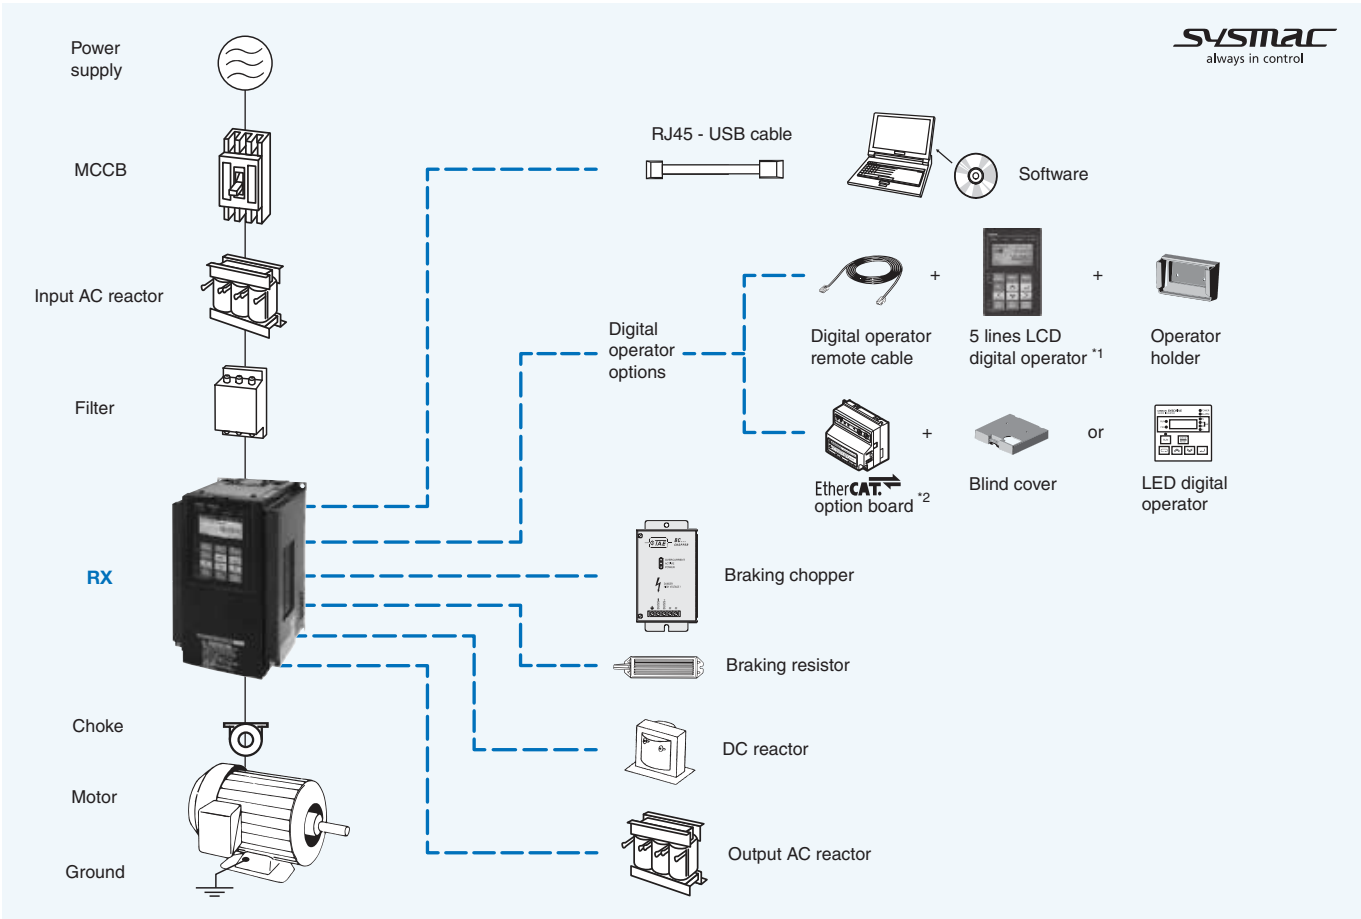 Power
supply
sysmac
always in control
MCCB
RJ45 - USB cable
Software
Input AC reactor
Digital
operator
options
Digital operator
remote cable
+
5 lines LCD
digital operator *1
+
Operator
holder
Filter
EtherCAT.
option board *2
+
Blind cover
or
LED digital
operator
RX
Braking chopper
Braking resistor
Choke
DC reactor
Motor
Output AC reactor
Ground